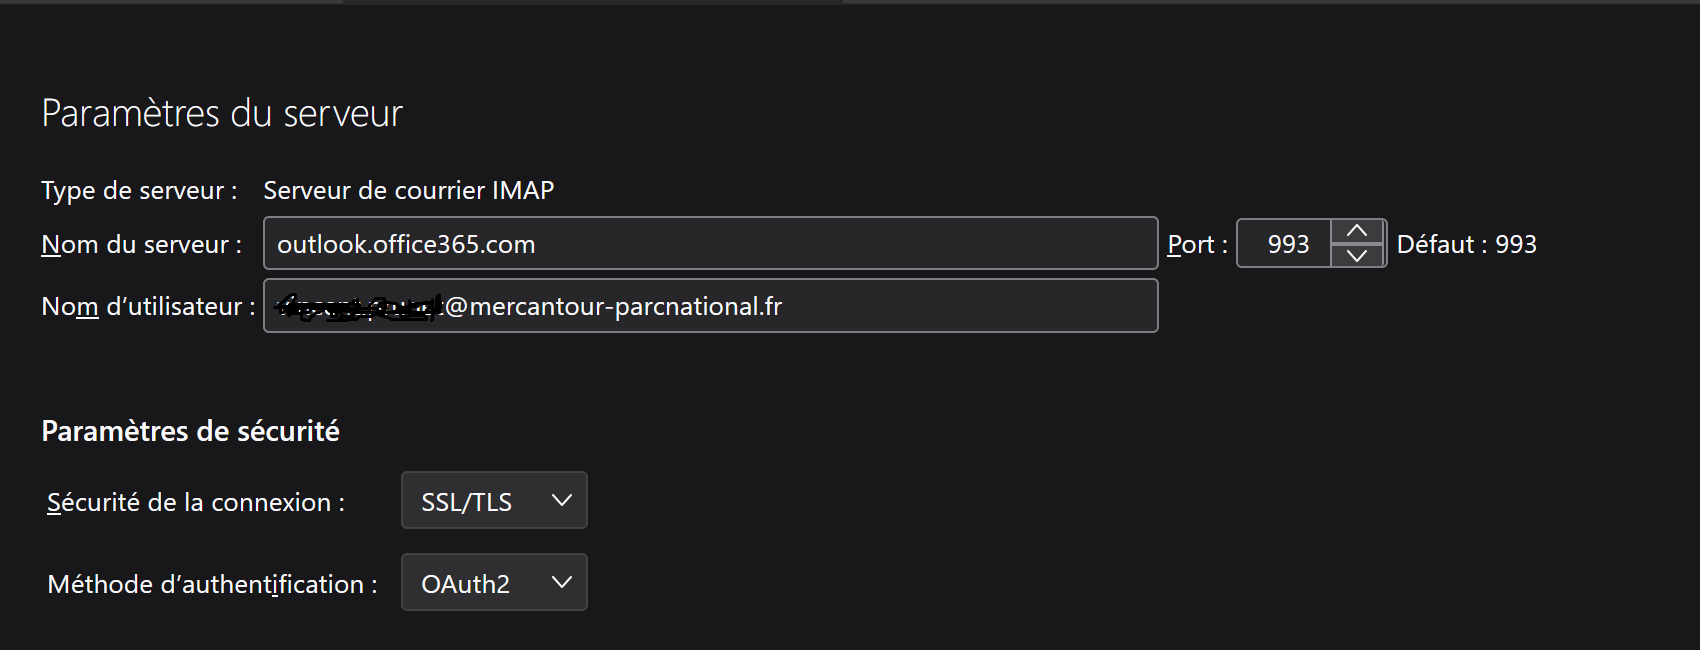 Paramètres du serveur
Type de serveur : Serveur de courrier IMAP
Nom du serveur : outlook.office365.com Port : 993 Défaut : 993
Nom d’utilisateur : @mercantour-parcnational.fr
Paramètres de sécurité
Sécurité de la connexion : SSL/TLS
Méthode d’authentification : OAuth2